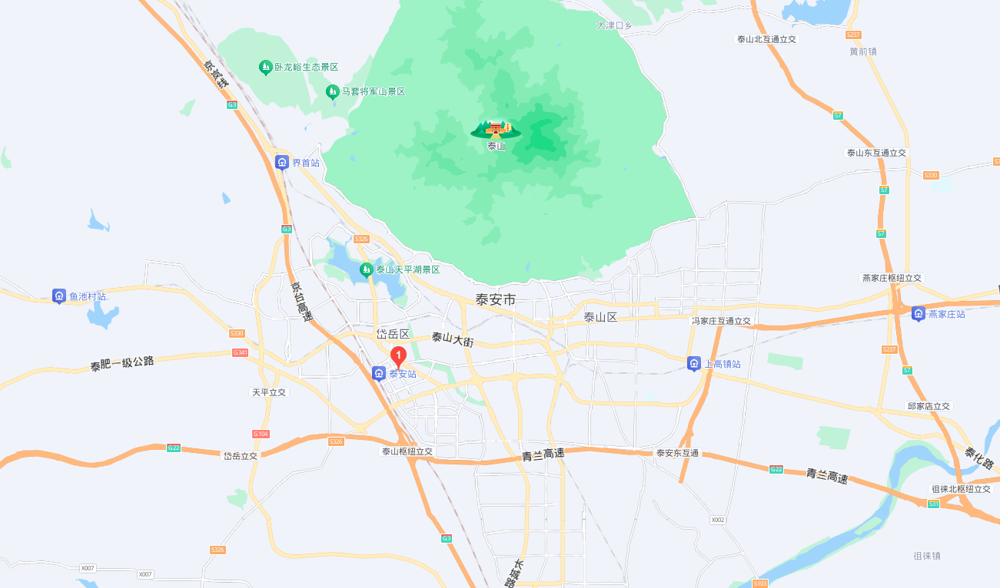 大津口乡
泰山北互通立交
S237
黄前镇
卧龙峪生态景区
京岚线
马套将军山景区
G3
S7
泰山
泰山东互通立交
界首站
S330
S7
G3
S7
S326
泰山天平湖景区
燕家庄枢纽立交
鱼池村站
京台高速
泰安市
泰山区
冯家庄互通立交
燕家庄站
S330
岱岳区
泰山大街
G341
泰肥一级公路
1
泰安站
上高镇站
S237
S7
天平立交
邱家店立交
G104
S326
G22
岱岳立交
泰山枢纽立交
青兰高速
泰安东互通
G22
青兰高速
泰化路
徂徕北枢纽立交
S31
X002
G3
S326
徂徕镇
X007
X007
长城路
S103